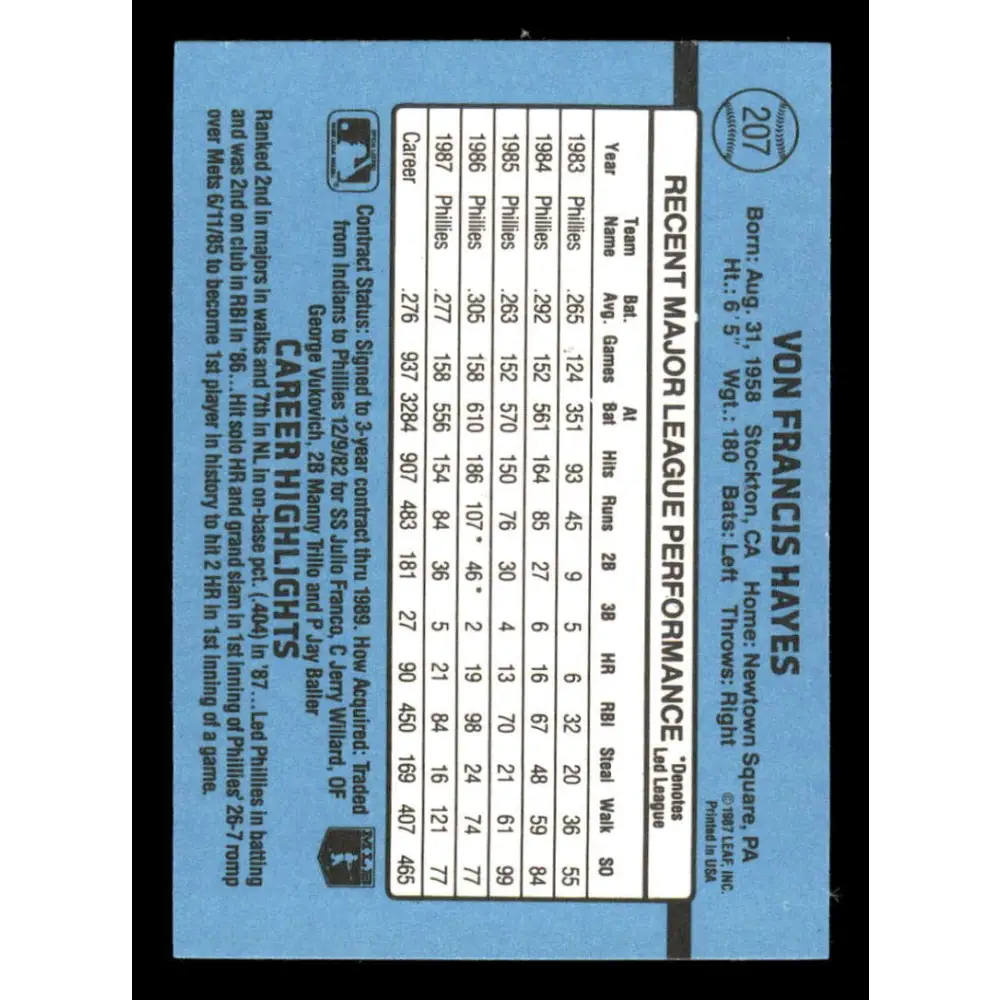 207
VON FRANCIS HAYES
Born: Aug. 31, 1958 Stockton, CA Home: Newtown Square, PA
Ht.: 6'5" Wgt.: 180 Bats: Left Throws: Right
©1987 LEAF, INC.
Printed in USA
RECENT MAJOR LEAGUE PERFORMANCE *Denotes Led League
Year Team Name Bat. Avg. Games At Bat Hits Runs 2B 3B HR RBI Steal Walk SO
1983 Phillies .265 124 351 93 45 9 5 6 32 20 36 55
1984 Phillies .292 152 561 164 85 27 6 16 67 48 59 84
1985 Phillies .263 152 570 150 76 30 4 13 70 21 61 99
1986 Phillies .305 158 610 186 107* 46* 2 19 98 24 74 77
1987 Phillies .277 158 556 154 84 36 5 21 84 16 121 77
Career .276 937 3284 907 483 181 27 90 450 169 407 465
Contract Status: Signed to 3-year contract thru 1989. How Acquired: Traded
from Indians to Phillies 12/9/82 for SS Julio Franco, C Jerry Willard, OF
George Vukovich, 2B Manny Trillo and P Jay Baller
MLB
CAREER HIGHLIGHTS
Ranked 2nd in majors in walks and 7th in NL in on-base pct. (.404) in '87...Led Phillies in batting
and was 2nd on club in RBI in '86...Hit solo HR and grand slam in 1st inning of Phillies' 26-7 romp
over Mets 6/11/85 to become 1st player in history to hit 2 HR in 1st inning of a game.